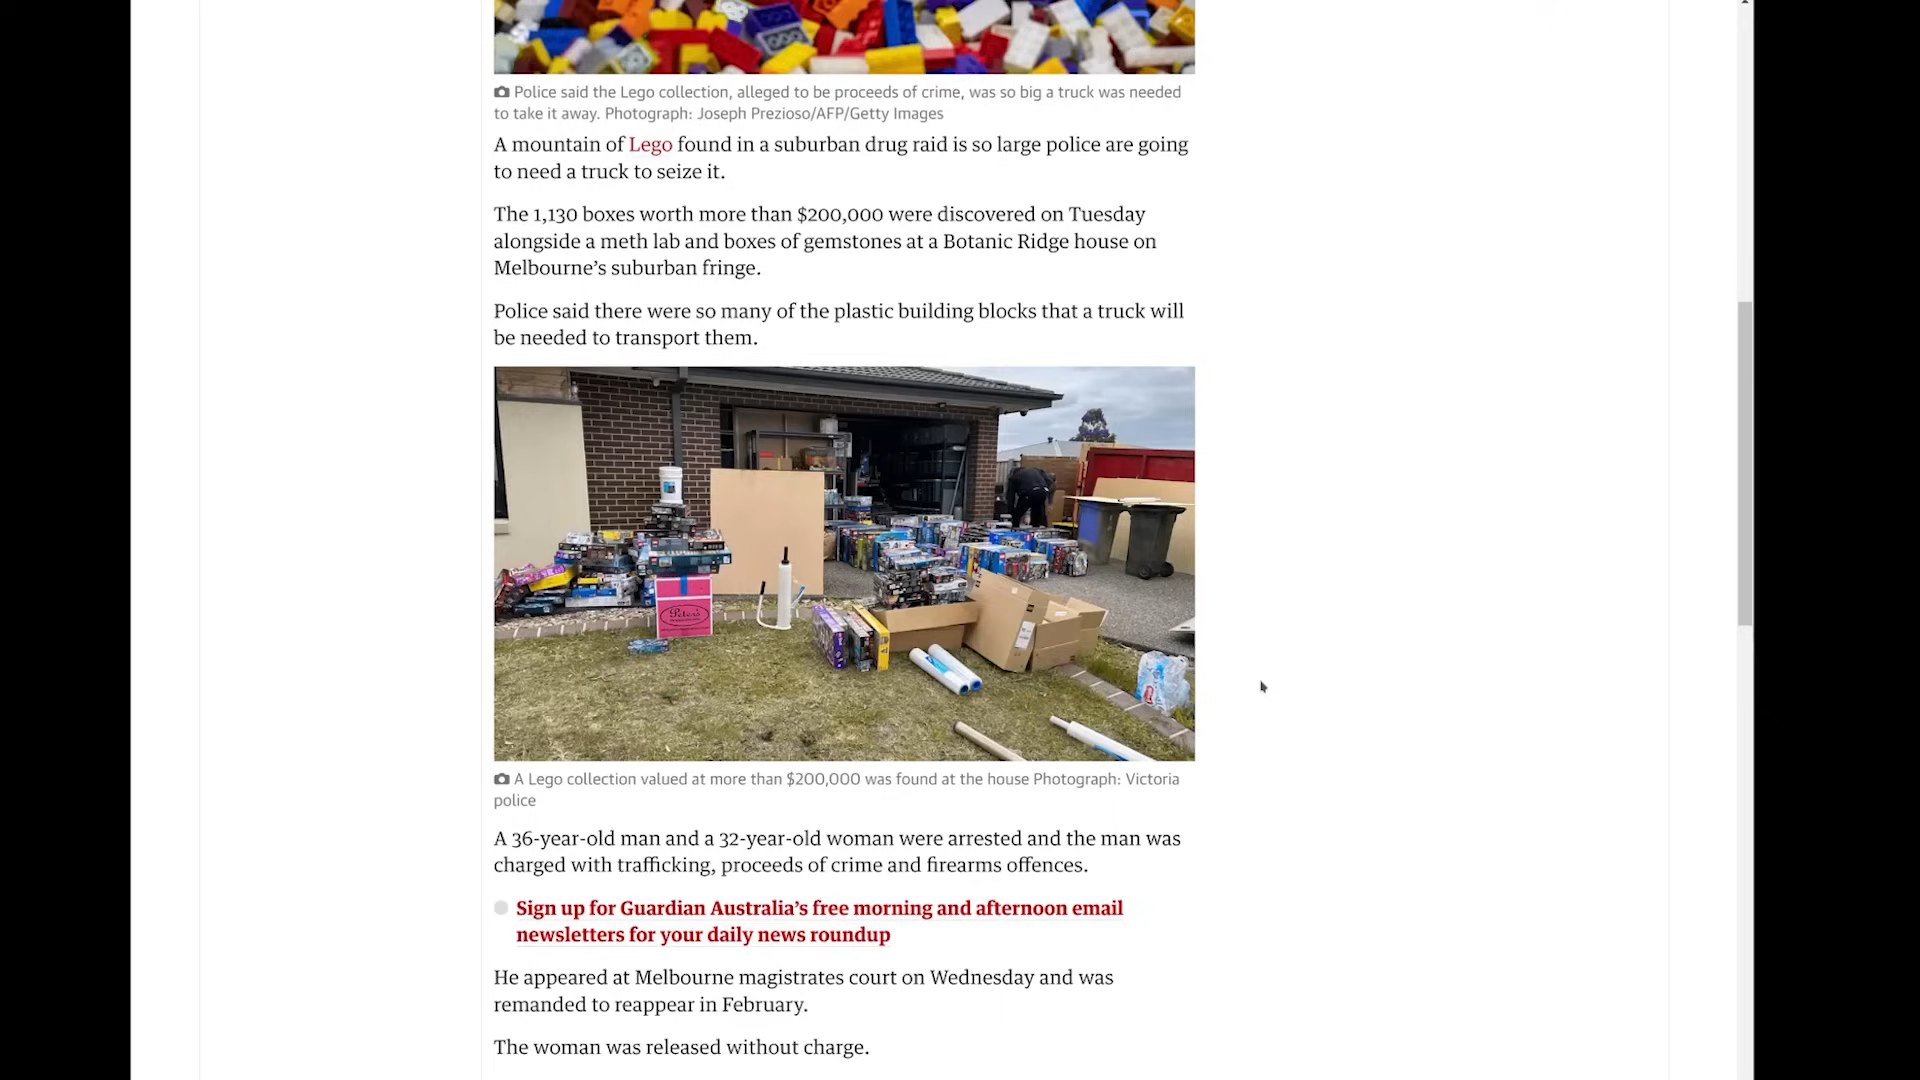 Police said the Lego collection, alleged to be proceeds of crime, was so big a truck was needed
to take it away. Photograph: Joseph Prezioso/AFP/Getty Images
A mountain of Lego found in a suburban drug raid is so large police are going
to need a truck to seize it.
The 1,130 boxes worth more than $200,000 were discovered on Tuesday
alongside a meth lab and boxes of gemstones at a Botanic Ridge house on
Melbourne’s suburban fringe.
Police said there were so many of the plastic building blocks that a truck will
be needed to transport them.
Peters
A Lego collection valued at more than $200,000 was found at the house Photograph: Victoria
police
A 36-year-old man and a 32-year-old woman were arrested and the man was
charged with trafficking, proceeds of crime and firearms offences.
Sign up for Guardian Australia’s free morning and afternoon email
newsletters for your daily news roundup
He appeared at Melbourne magistrates court on Wednesday and was
remanded to reappear in February.
The woman was released without charge.